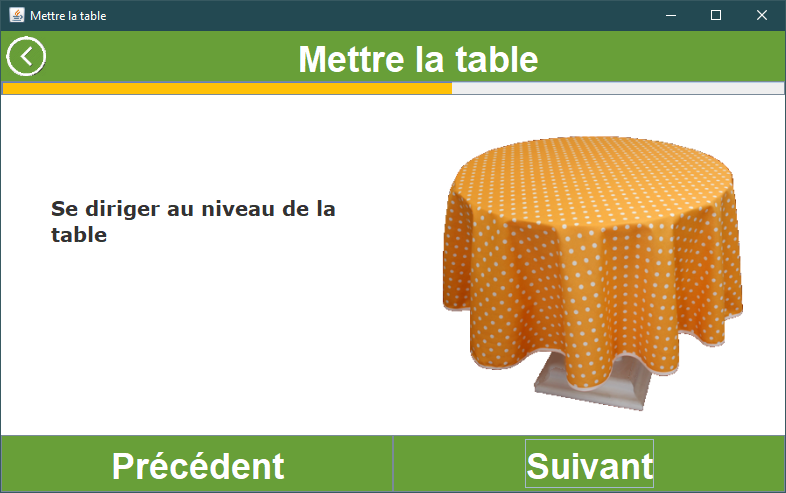 Mettre la table
Mettre la table
Se diriger au niveau de la
table
Précédent
Suivant